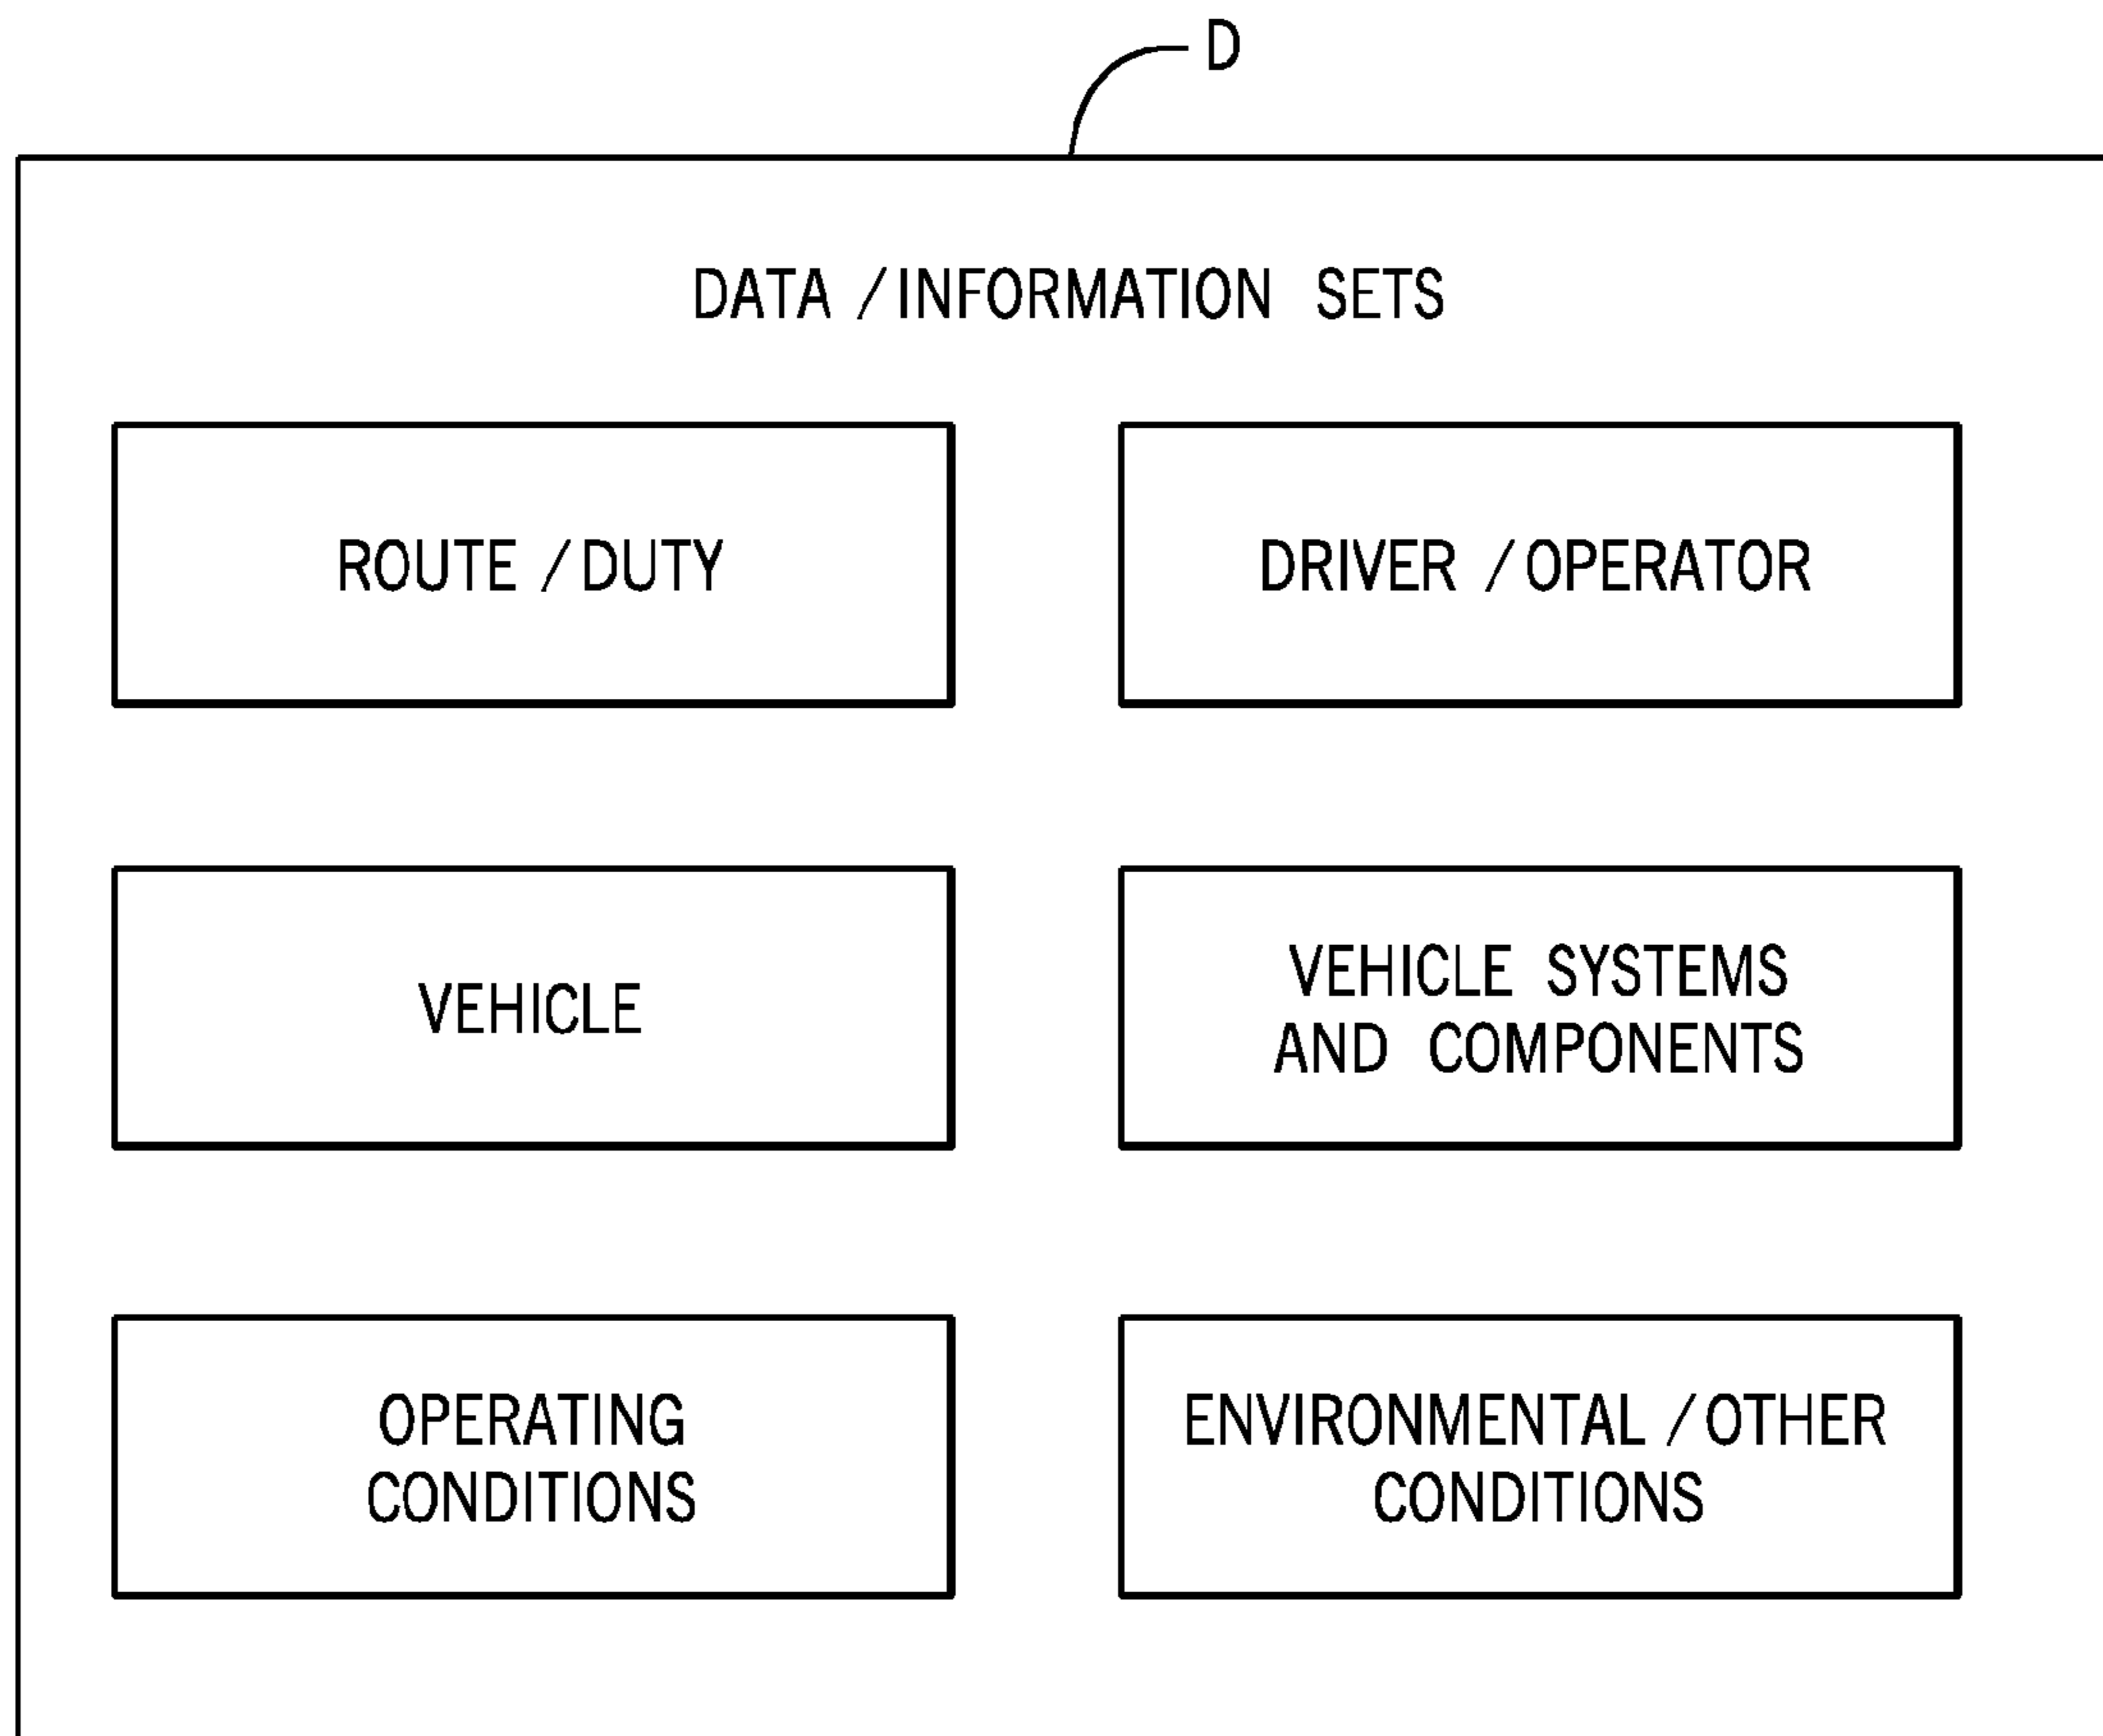 D
DATA /INFORMATION SETS
ROUTE /DUTY
DRIVER /OPERATOR
VEHICLE
VEHICLE SYSTEMS
AND COMPONENTS
OPERATING
CONDITIONS
ENVIRONMENTAL /OTHER
CONDITIONS